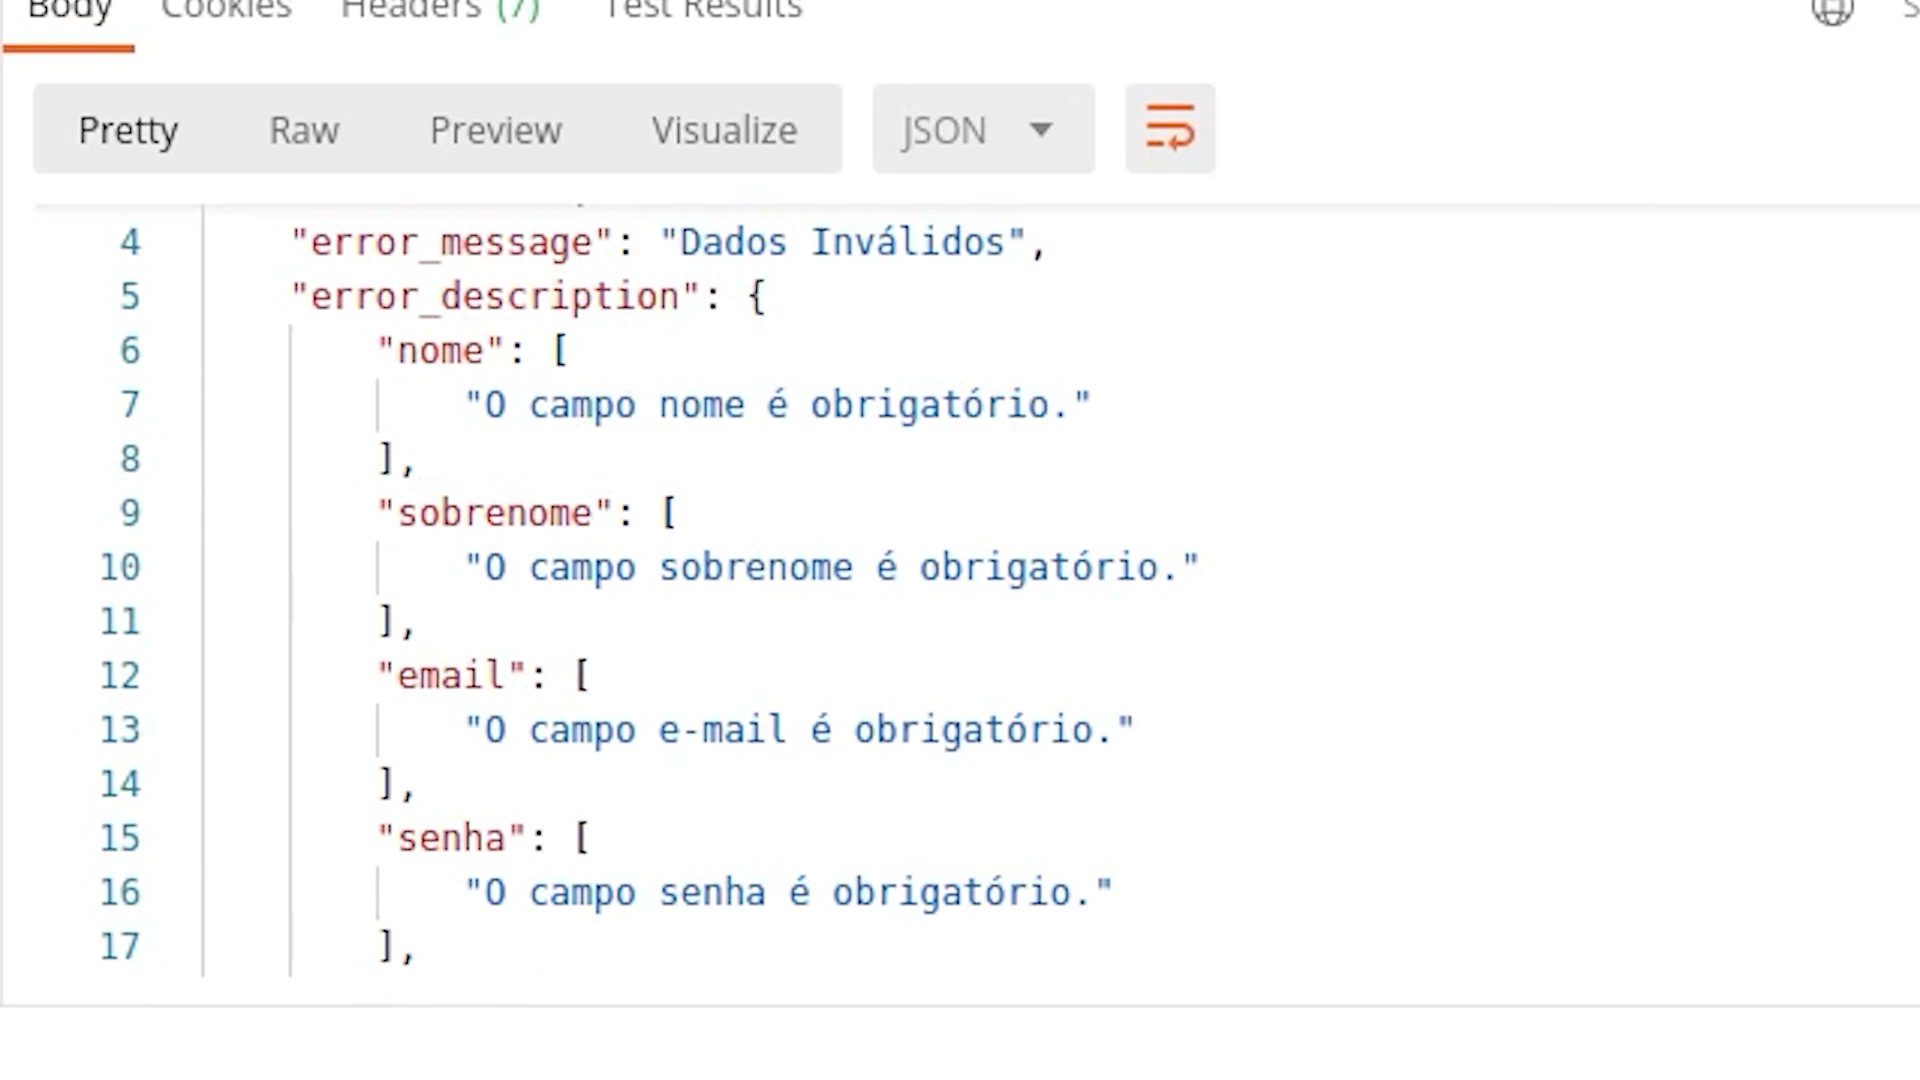 Body Cookies Headers (7) Test Results
Pretty Raw Preview Visualize JSON
4 "error_message": "Dados Inválidos",
5 "error_description": {
6 "nome": [
7 "O campo nome é obrigatório."
8 ],
9 "sobrenome": [
10 "O campo sobrenome é obrigatório."
11 ],
12 "email": [
13 "O campo e-mail é obrigatório."
14 ],
15 "senha": [
16 "O campo senha é obrigatório."
17 ],